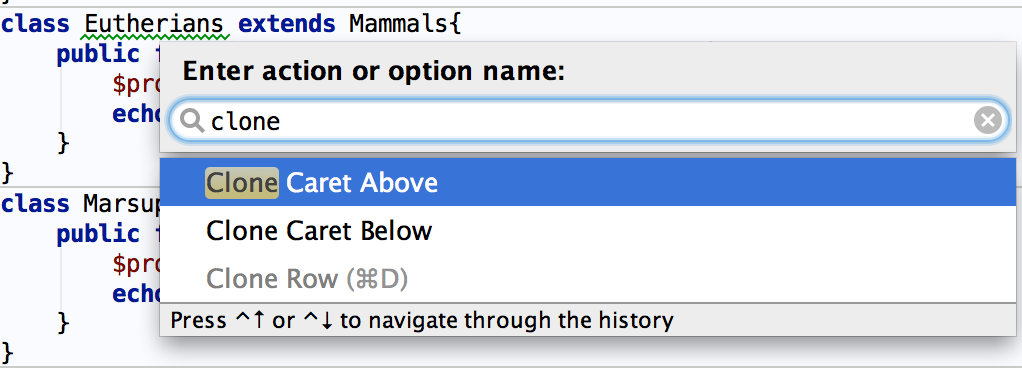 class Eutherians extends Mammals{
public
Enter action or option name:
$pro
clone
echo
}
}
Clone Caret Above
class Marsup
Clone Caret Below
public
$pro
Clone Row (⌘D)
echo
Press ^↑ or ^↓ to navigate through the history
}
}